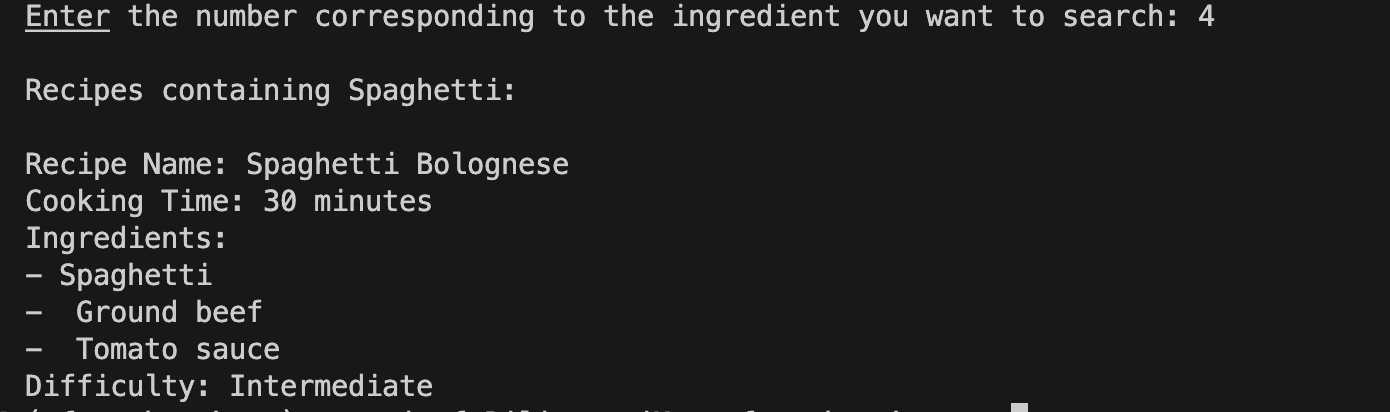 Enter the number corresponding to the ingredient you want to search: 4
Recipes containing Spaghetti:
Recipe Name: Spaghetti Bolognese
Cooking Time: 30 minutes
Ingredients:
- Spaghetti
-  Ground beef
-  Tomato sauce
Difficulty: Intermediate